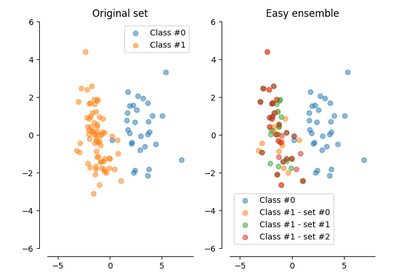 Original set
Easy ensemble
6
4
2
0
−2
−4
−6
−5
0
5
Class #0
Class #1
6
4
2
0
−2
−4
−6
−5
0
5
Class #0
Class #1 - set #0
Class #1 - set #1
Class #1 - set #2